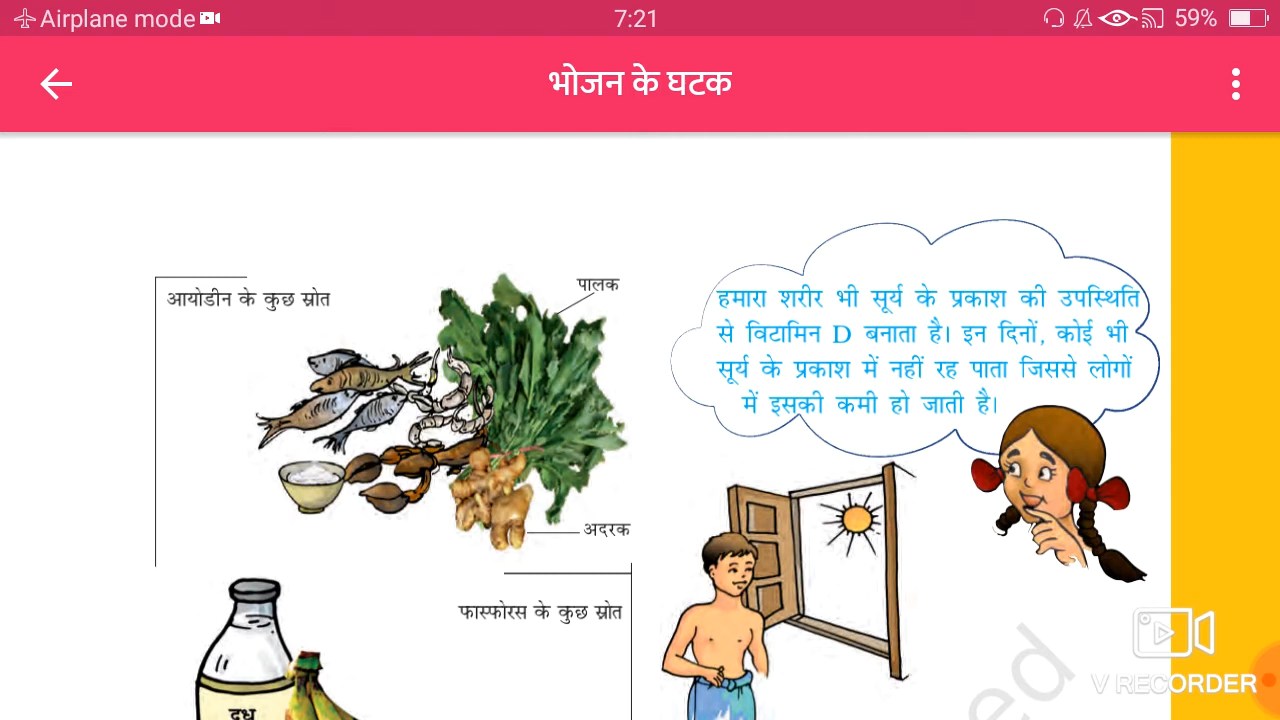 Airplane mode 7:21 59%
भोजन के घटक
आयोडीन के कुछ स्रोत
पालक
अदरक
फास्फोरस के कुछ स्रोत
दूध
हमारा शरीर भी सूर्य के प्रकाश की उपस्थिति
से विटामिन D बनाता है। इन दिनों, कोई भी
सूर्य के प्रकाश में नहीं रह पाता जिससे लोगों
में इसकी कमी हो जाती है।
ed
V RECORDER